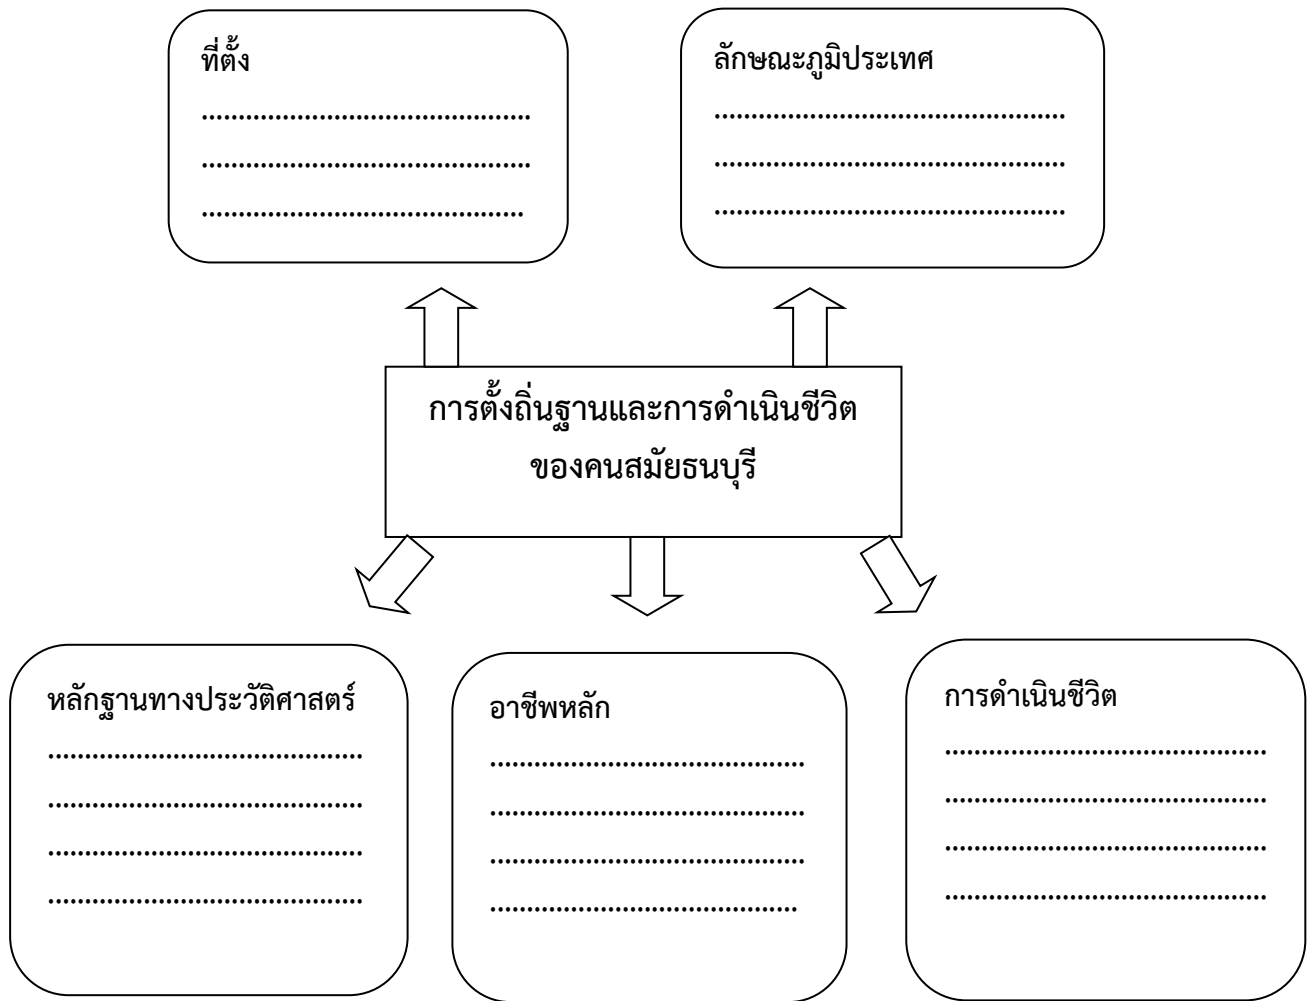 ที่ตั้ง
.............................................
.............................................
............................................
ลักษณะภูมิประเทศ
................................................
................................................
................................................
การตั้งถิ่นฐานและการดำเนินชีวิต
ของคนสมัยธนบุรี
หลักฐานทางประวัติศาสตร์
...........................................
...........................................
...........................................
...........................................
อาชีพหลัก
...........................................
...........................................
...........................................
..........................................
การดำเนินชีวิต
............................................
............................................
............................................
............................................